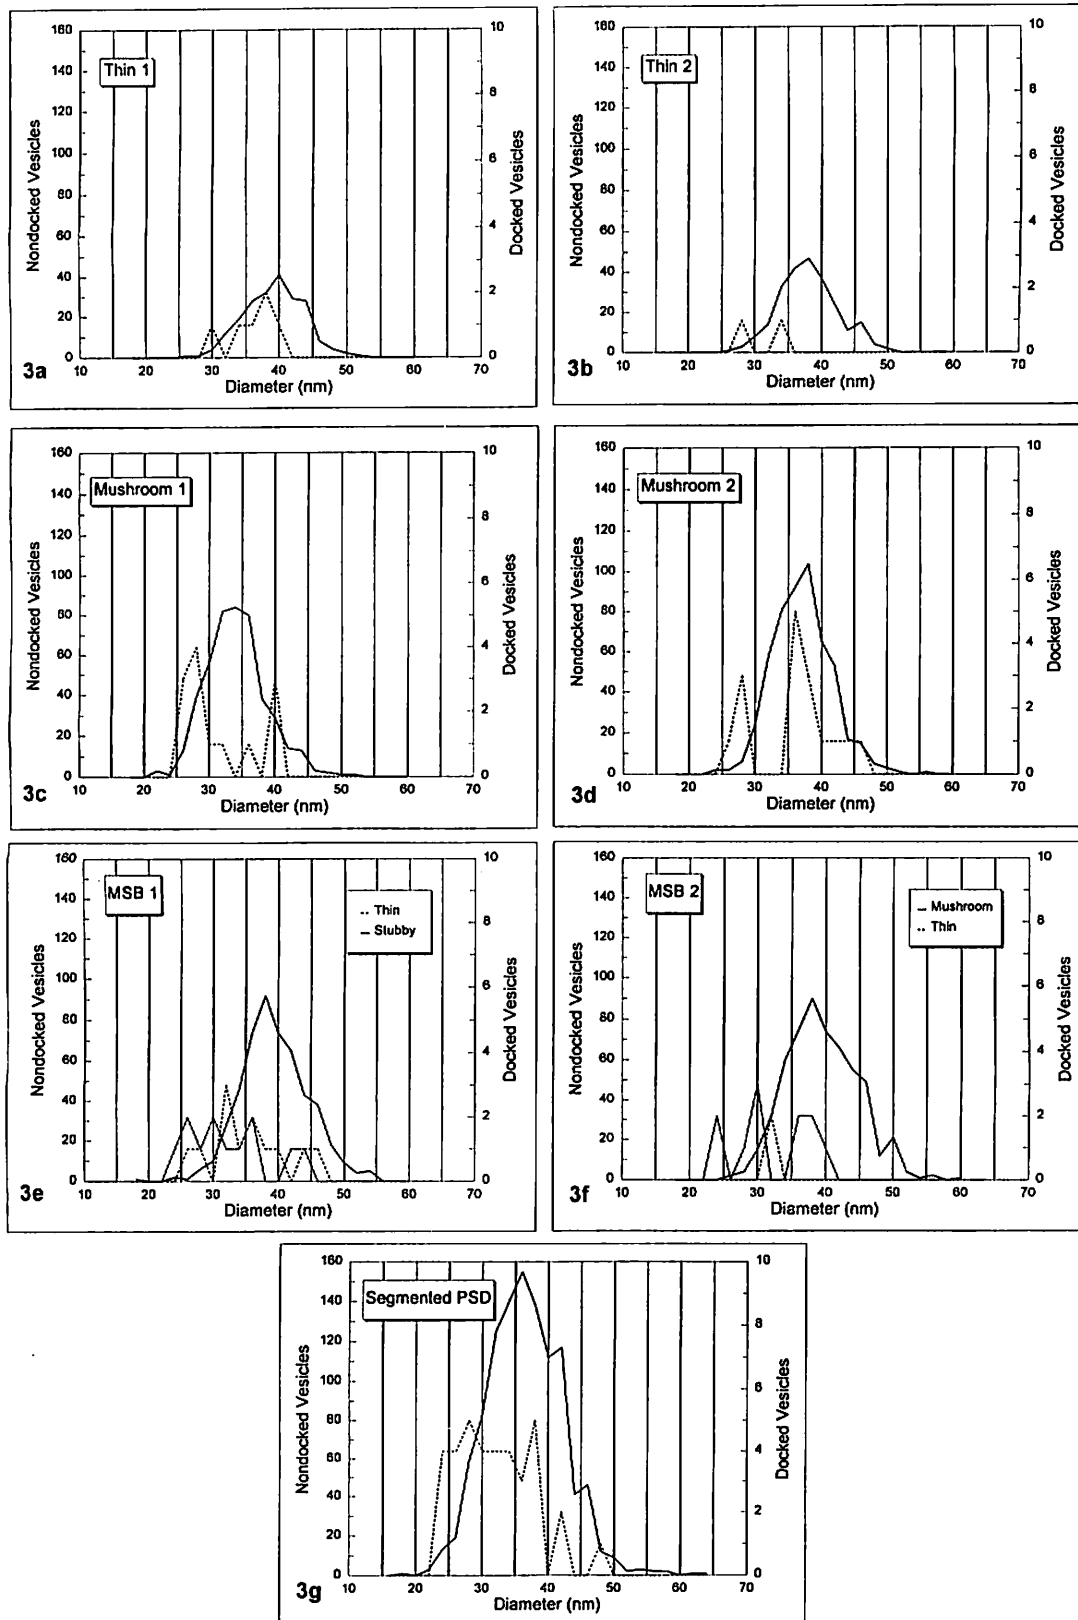 Thin 1
Nondocked Vesicles
160
140
120
100
80
60
40
20
0
10
8
6
4
2
0
Docked Vesicles
10 20 30 40 50 60 70
Diameter (nm)
3a
Thin 2
Nondocked Vesicles
160
140
120
100
80
60
40
20
0
10
8
6
4
2
0
Docked Vesicles
10 20 30 40 50 60 70
Diameter (nm)
3b
Mushroom 1
Nondocked Vesicles
160
140
120
100
80
60
40
20
0
10
8
6
4
2
0
Docked Vesicles
10 20 30 40 50 60 70
Diameter (nm)
3c
Mushroom 2
Nondocked Vesicles
160
140
120
100
80
60
40
20
0
10
8
6
4
2
0
Docked Vesicles
10 20 30 40 50 60 70
Diameter (nm)
3d
MSB 1
Thin
Stubby
Nondocked Vesicles
160
140
120
100
80
60
40
20
0
10
8
6
4
2
0
Docked Vesicles
10 20 30 40 50 60 70
Diameter (nm)
3e
MSB 2
Mushroom
Thin
Nondocked Vesicles
160
140
120
100
80
60
40
20
0
10
8
6
4
2
0
Docked Vesicles
10 20 30 40 50 60 70
Diameter (nm)
3f
Segmented PSD
Nondocked Vesicles
160
140
120
100
80
60
40
20
0
10
8
6
4
2
0
Docked Vesicles
10 20 30 40 50 60 70
Diameter (nm)
3g